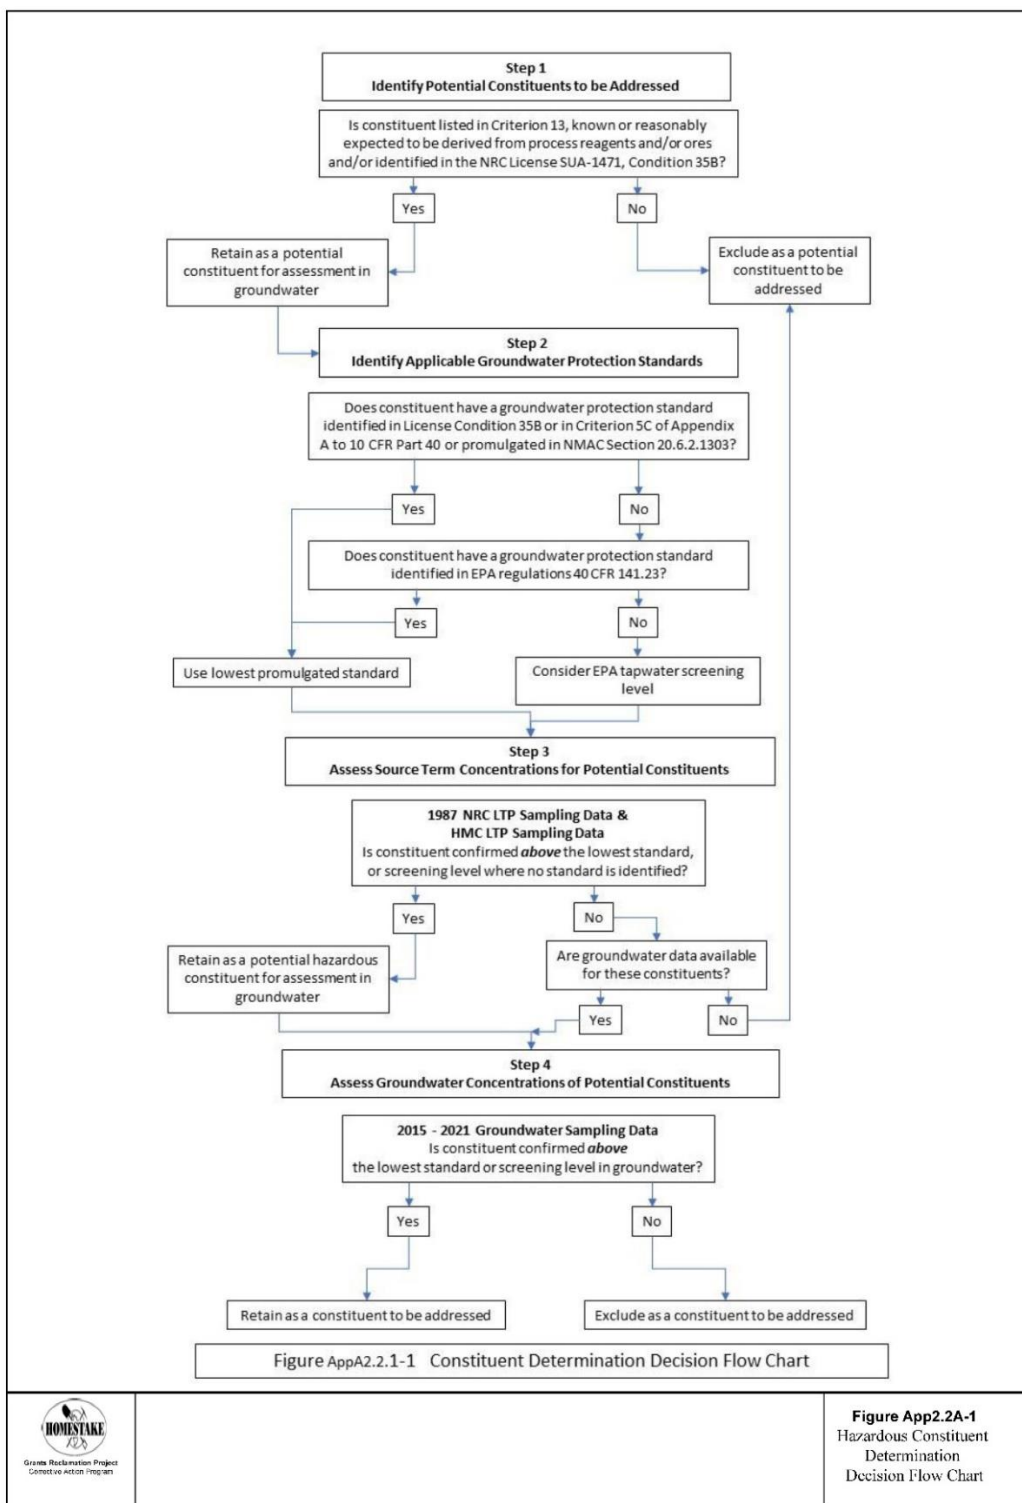 Step 1
Identify Potential Constituents to be Addressed
Is constituent listed in Criterion 13, known or reasonably
expected to be derived from process reagents and/or ores
and/or identified in the NRC License SUA-1471, Condition 35B?
Yes
No
Retain as a potential
constituent for assessment in
groundwater
Exclude as a potential
constituent to be
addressed
Step 2
Identify Applicable Groundwater Protection Standards
Does constituent have a groundwater protection standard
identified in License Condition 35B or in Criterion 5C of Appendix
A to 10 CFR Part 40 or promulgated in NMAC Section 20.6.2.1303?
Yes
No
Does constituent have a groundwater protection standard
identified in EPA regulations 40 CFR 141.23?
Yes
No
Use lowest promulgated standard
Consider EPA tapwater screening
level
Step 3
Assess Source Term Concentrations for Potential Constituents
1987 NRC LTP Sampling Data &
HMC LTP Sampling Data
Is constituent confirmed above the lowest standard,
or screening level where no standard is identified?
Yes
No
Retain as a potential hazardous
constituent for assessment in
groundwater
Are groundwater data available
for these constituents?
Yes
No
Step 4
Assess Groundwater Concentrations of Potential Constituents
2015 - 2021 Groundwater Sampling Data
Is constituent confirmed above
the lowest standard or screening level in groundwater?
Yes
No
Retain as a constituent to be addressed
Exclude as a constituent to be addressed
Figure AppA2.2.1-1 Constituent Determination Decision Flow Chart
HOMESTAKE
Grants Reclamation Project
Corrective Action Program
Figure App2.2A-1
Hazardous Constituent
Determination
Decision Flow Chart